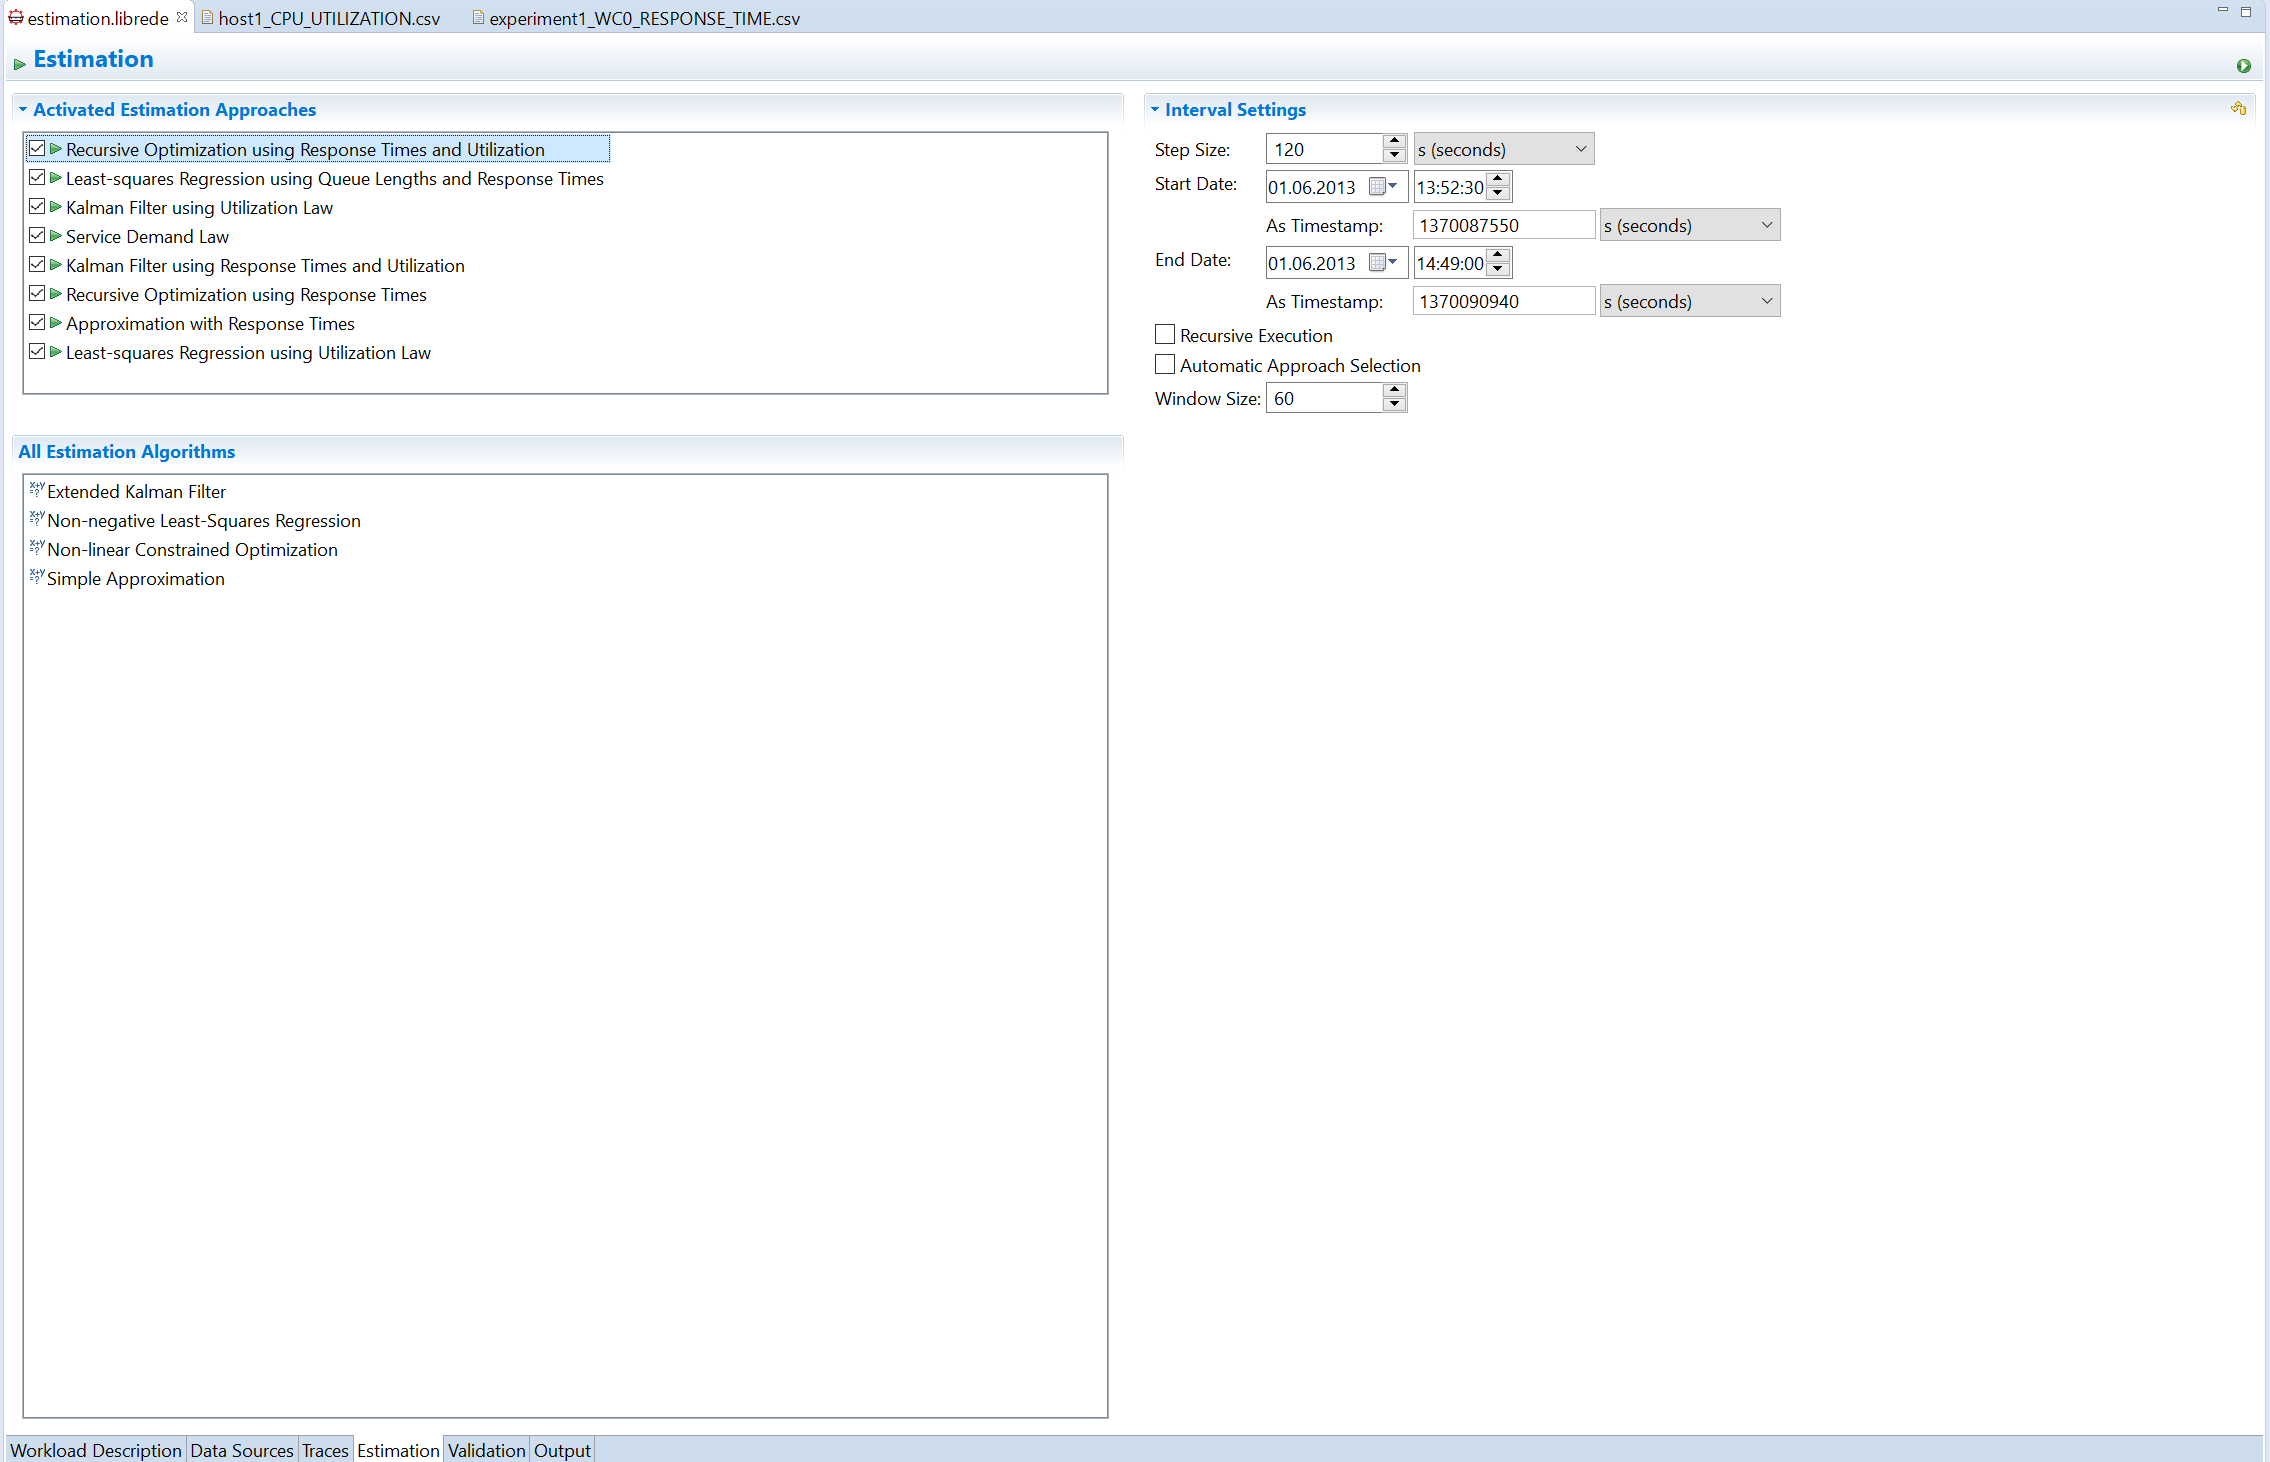 estimation.librede host1_CPU_UTILIZATION.csv experiment1_WC0_RESPONSE_TIME.csv
Estimation
Activated Estimation Approaches
Recursive Optimization using Response Times and Utilization
Least-squares Regression using Queue Lengths and Response Times
Kalman Filter using Utilization Law
Service Demand Law
Kalman Filter using Response Times and Utilization
Recursive Optimization using Response Times
Approximation with Response Times
Least-squares Regression using Utilization Law
Interval Settings
Step Size: 120 s (seconds)
Start Date: 01.06.2013 13:52:30
As Timestamp: 1370087550 s (seconds)
End Date: 01.06.2013 14:49:00
As Timestamp: 1370090940 s (seconds)
Recursive Execution
Automatic Approach Selection
Window Size: 60
All Estimation Algorithms
Extended Kalman Filter
Non-negative Least-Squares Regression
Non-linear Constrained Optimization
Simple Approximation
Workload Description Data Sources Traces Estimation Validation Output